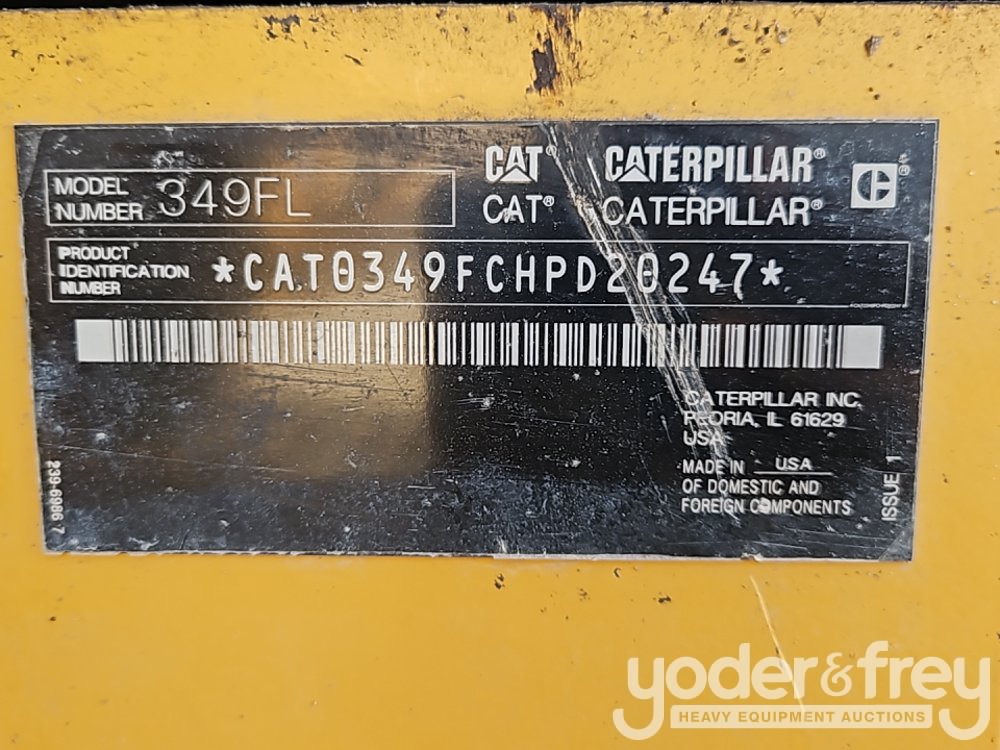 MODEL
NUMBER 349FL
CAT® CATERPILLAR® C®
CAT® CATERPILLAR®
PRODUCT
IDENTIFICATION
NUMBER
*CAT0349FCHPD20247*
CATERPILLAR INC.
PEORIA, IL 61629
USA
MADE IN USA
OF DOMESTIC AND
FOREIGN COMPONENTS
239-6986 7
ISSUE 1
yoder&frey
HEAVY EQUIPMENT AUCTIONS